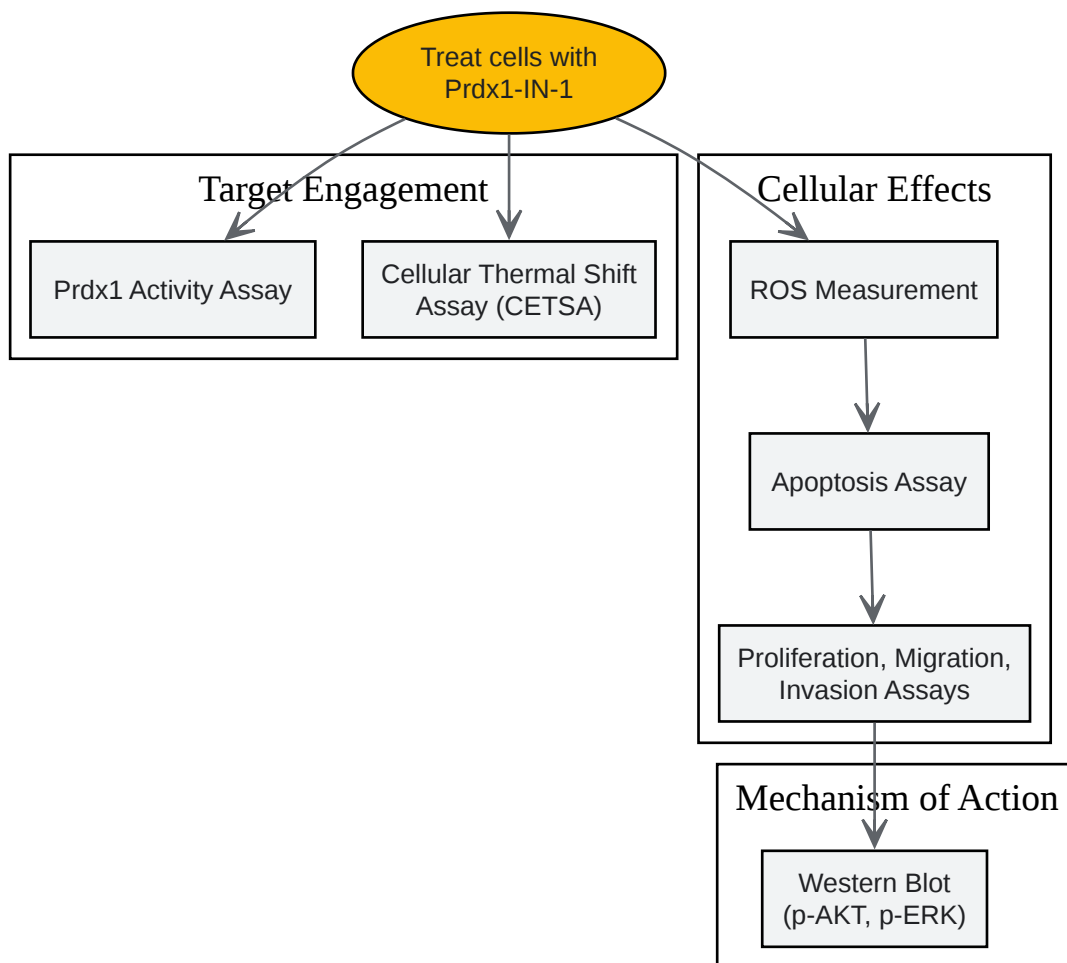 Treat cells with
Prdx1-IN-1
Target Engagement
Prdx1 Activity Assay
Cellular Thermal Shift
Assay (CETSA)
Cellular Effects
ROS Measurement
Apoptosis Assay
Proliferation, Migration,
Invasion Assays
Mechanism of Action
Western Blot
(p-AKT, p-ERK)